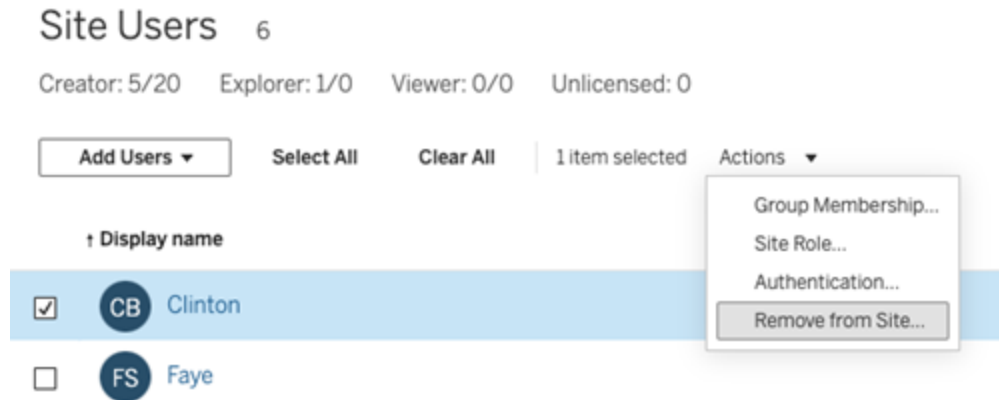 Site Users 6
Creator: 5/20 Explorer: 1/0 Viewer: 0/0 Unlicensed: 0
Add Users Select All Clear All 1 item selected Actions
Group Membership...
Site Role...
Authentication...
Remove from Site...
↑ Display name
CB Clinton
FS Faye